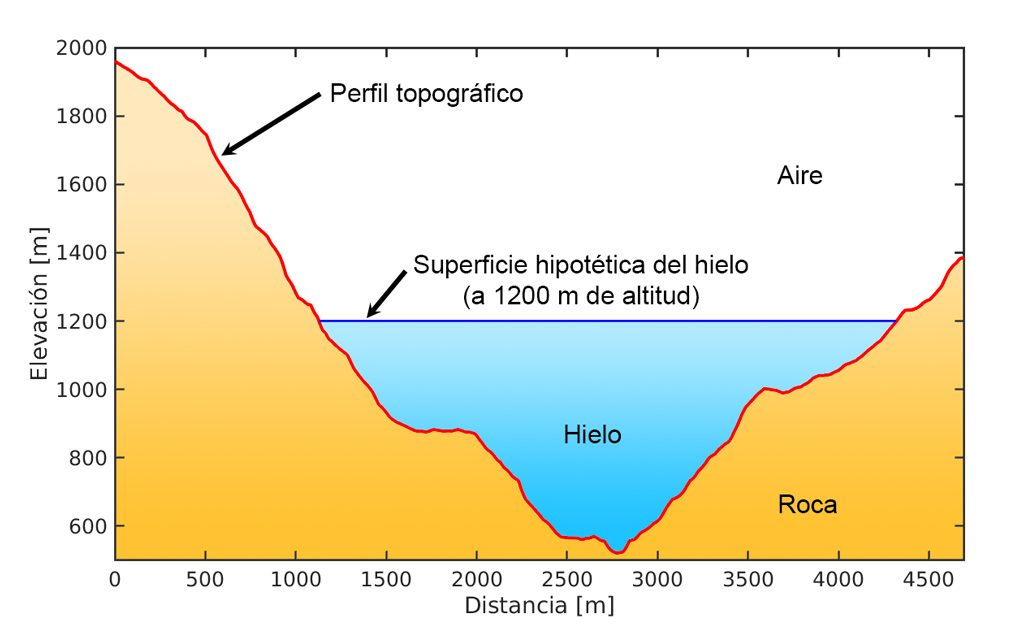 2000
1800
1600
1400
1200
1000
800
600
Elevación [m]
Perfil topográfico
Aire
Superficie hipotética del hielo
(a 1200 m de altitud)
Hielo
Roca
0 500 1000 1500 2000 2500 3000 3500 4000 4500
Distancia [m]